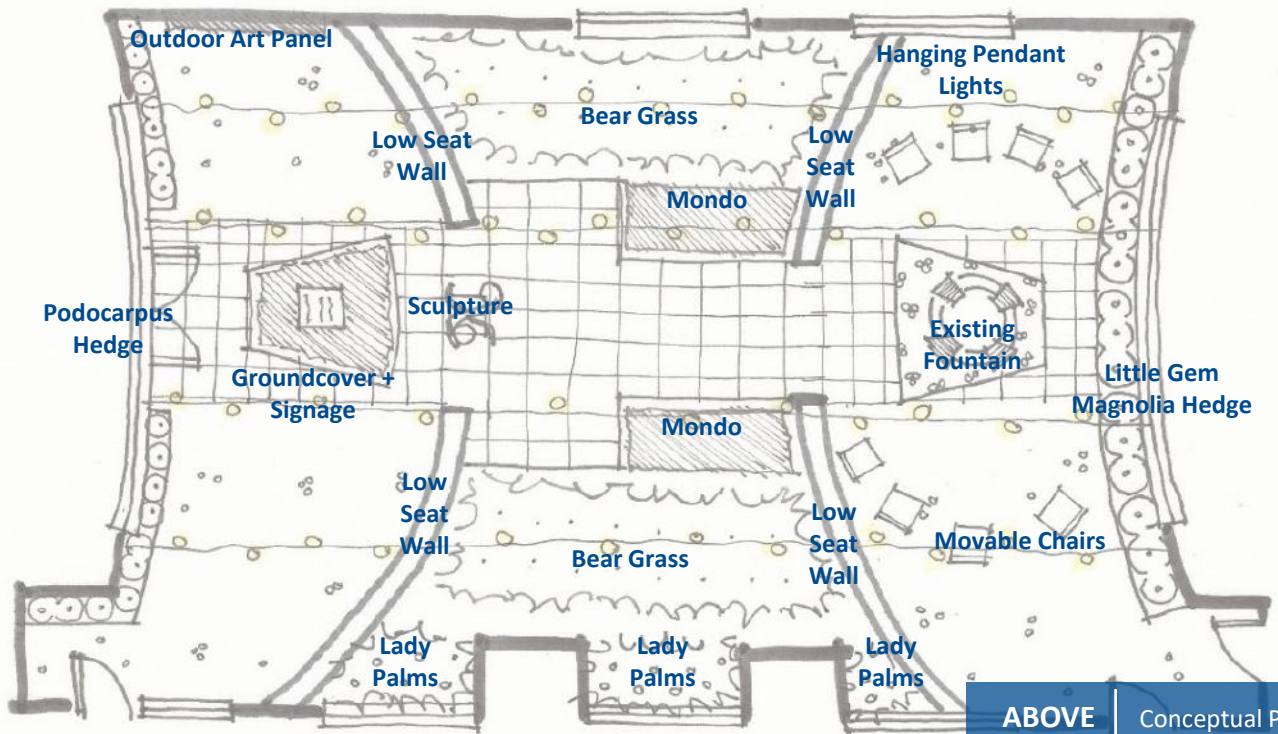 Outdoor Art Panel
Hanging Pendant
Lights
Bear Grass
Low Seat
Wall
Low
Seat
Wall
Mondo
Podocarpus
Hedge
Sculpture
Existing
Fountain
Groundcover +
Signage
Little Gem
Magnolia Hedge
Mondo
Low
Seat
Wall
Low
Seat
Wall
Movable Chairs
Bear Grass
Lady
Palms
Lady
Palms
Lady
Palms
ABOVE
Conceptual P